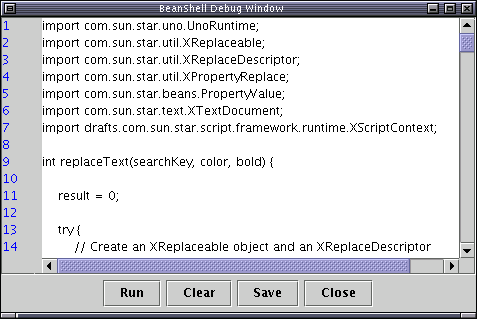 BeanShell Debug Window
1 import com.sun.star.uno.UnoRuntime;
2 import com.sun.star.util.XReplaceable;
3 import com.sun.star.util.XReplaceDescriptor;
4 import com.sun.star.util.XPropertyReplace;
5 import com.sun.star.beans.PropertyValue;
6 import com.sun.star.text.XTextDocument;
7 import drafts.com.sun.star.script.framework.runtime.XScriptContext;
8
9 int replaceText(searchKey, color, bold) {
10
11 result = 0;
12
13 try {
14 // Create an XReplaceable object and an XReplaceDescriptor
Run Clear Save Close